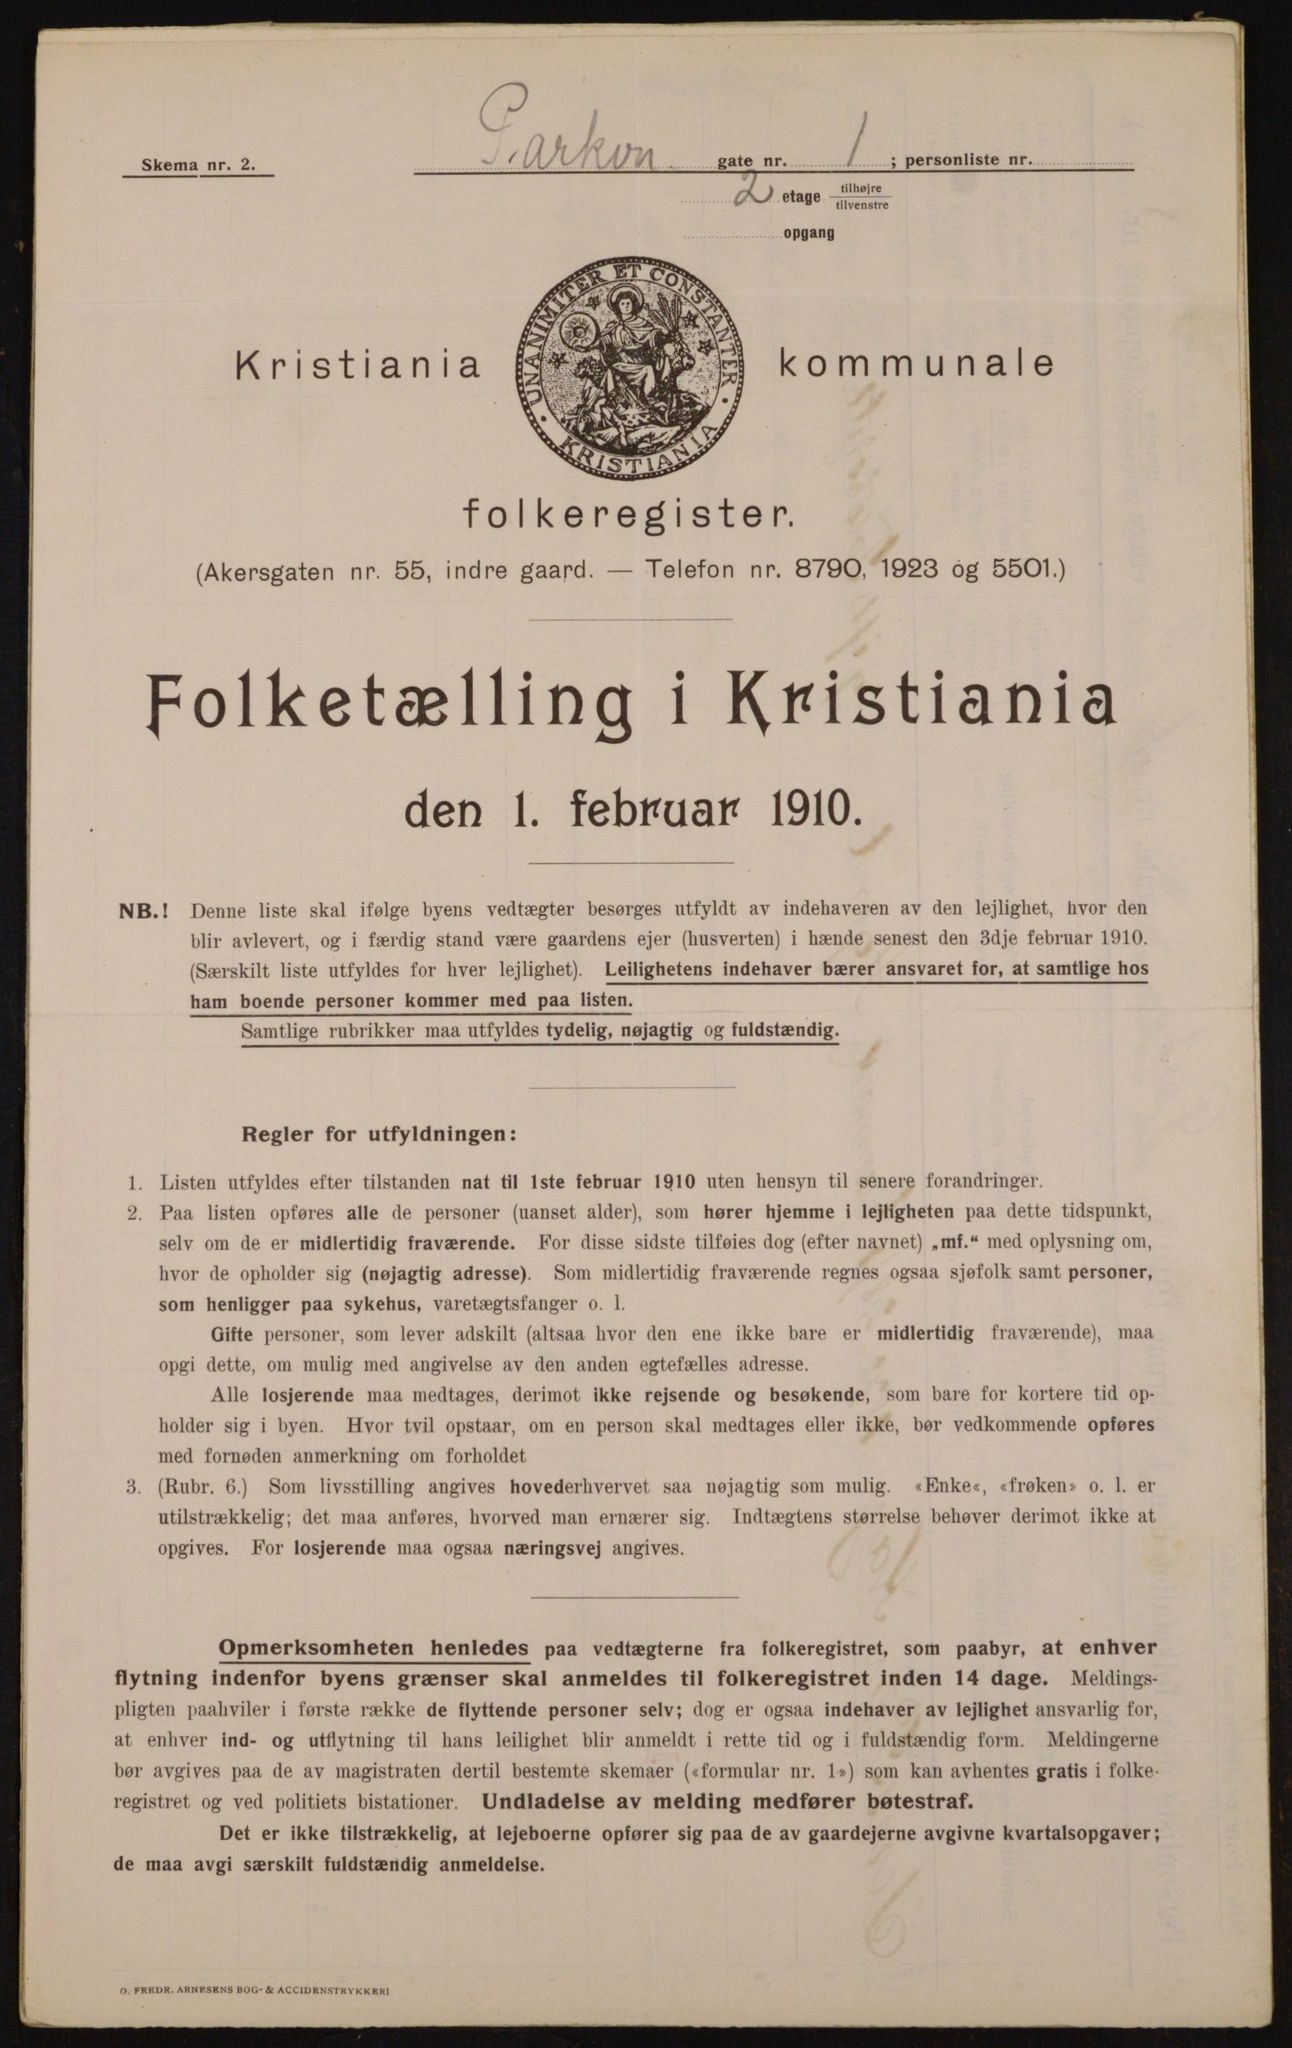 Skema nr. 2.
Parkvn. gate nr. 1 ; personliste nr.
2 etage tilhøjre
tilvenstre
opgang
UNANIMITER ET CONSTANTER · KRISTIANIA ·
Kristiania kommunale
folkeregister.
(Akersgaten nr. 55, indre gaard. — Telefon nr. 8790, 1923 og 5501.)
Folketælling i Kristiania
den 1. februar 1910.
NB.! Denne liste skal ifølge byens vedtægter besørges utfyldt av indehaveren av den lejlighet, hvor den
blir avlevert, og i færdig stand være gaardens ejer (husverten) i hænde senest den 3dje februar 1910.
(Særskilt liste utfyldes for hver lejlighet). Leilighetens indehaver bærer ansvaret for, at samtlige hos
ham boende personer kommer med paa listen.
Samtlige rubrikker maa utfyldes tydelig, nøjagtig og fuldstændig.
Regler for utfyldningen:
1. Listen utfyldes efter tilstanden nat til 1ste februar 1910 uten hensyn til senere forandringer.
2. Paa listen opføres alle de personer (uanset alder), som hører hjemme i lejligheten paa dette tidspunkt,
selv om de er midlertidig fraværende. For disse sidste tilføies dog (efter navnet) „mf.“ med oplysning om,
hvor de opholder sig (nøjagtig adresse). Som midlertidig fraværende regnes ogsaa sjøfolk samt personer,
som henligger paa sykehus, varetægtsfanger o. l.
Gifte personer, som lever adskilt (altsaa hvor den ene ikke bare er midlertidig fraværende), maa
opgi dette, om mulig med angivelse av den anden egtefælles adresse.
Alle losjerende maa medtages, derimot ikke rejsende og besøkende, som bare for kortere tid op-
holder sig i byen. Hvor tvil opstaar, om en person skal medtages eller ikke, bør vedkommende opføres
med fornøden anmerkning om forholdet
3. (Rubr. 6.) Som livsstilling angives hovederhvervet saa nøjagtig som mulig. «Enke«, «frøken» o. l. er
utilstrækkelig; det maa anføres, hvorved man ernærer sig. Indtægtens størrelse behøver derimot ikke at
opgives. For losjerende maa ogsaa næringsvej angives.
Opmerksomheten henledes paa vedtægterne fra folkeregistret, som paabyr, at enhver
flytning indenfor byens grænser skal anmeldes til folkeregistret inden 14 dage. Meldings-
pligten paahviler i første række de flyttende personer selv; dog er ogsaa indehaver av lejlighet ansvarlig for,
at enhver ind- og utflytning til hans leilighet blir anmeldt i rette tid og i fuldstændig form. Meldingerne
bør avgives paa de av magistraten dertil bestemte skemaer («formular nr. 1») som kan avhentes gratis i folke-
registret og ved politiets bistationer. Undladelse av melding medfører bøtestraf.
Det er ikke tilstrækkelig, at lejeboerne opfører sig paa de av gaardejerne avgivne kvartalsopgaver;
de maa avgi særskilt fuldstændig anmeldelse.
O. FREDR. ARNESENS BOG- & ACCIDENSTRYKKERI